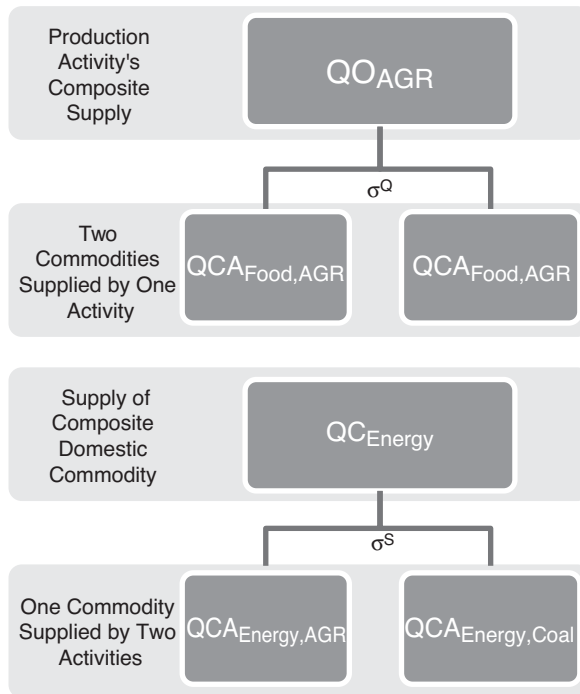 Production
Activity's
Composite
Supply
QOAGR
σQ
Two
Commodities
Supplied by One
Activity
QCAFood,AGR
QCAFood,AGR
Supply of
Composite
Domestic
Commodity
QCEnergy
σS
One Commodity
Supplied by Two
Activities
QCAEnergy,AGR
QCAEnergy,Coal